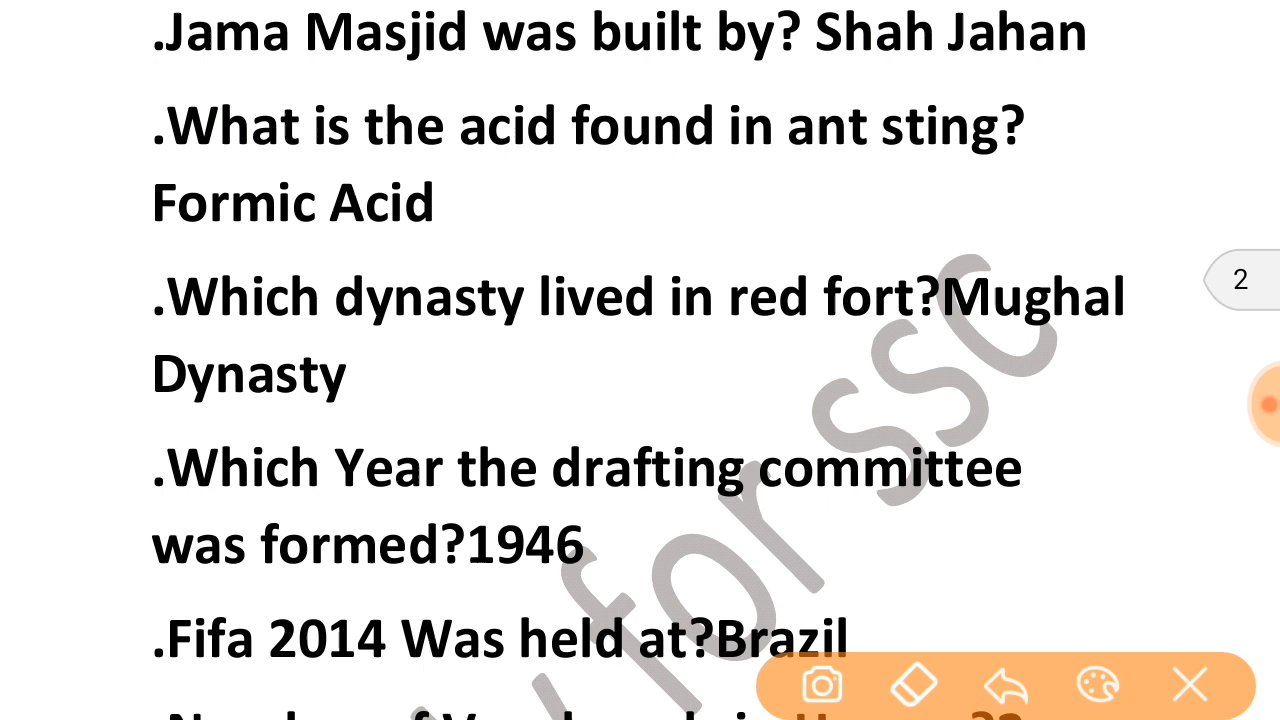 .Jama Masjid was built by? Shah Jahan
.What is the acid found in ant sting?
Formic Acid
.Which dynasty lived in red fort?Mughal
Dynasty
2
.Which Year the drafting committee
was formed?1946
.Fifa 2014 Was held at?Brazil
for ssc